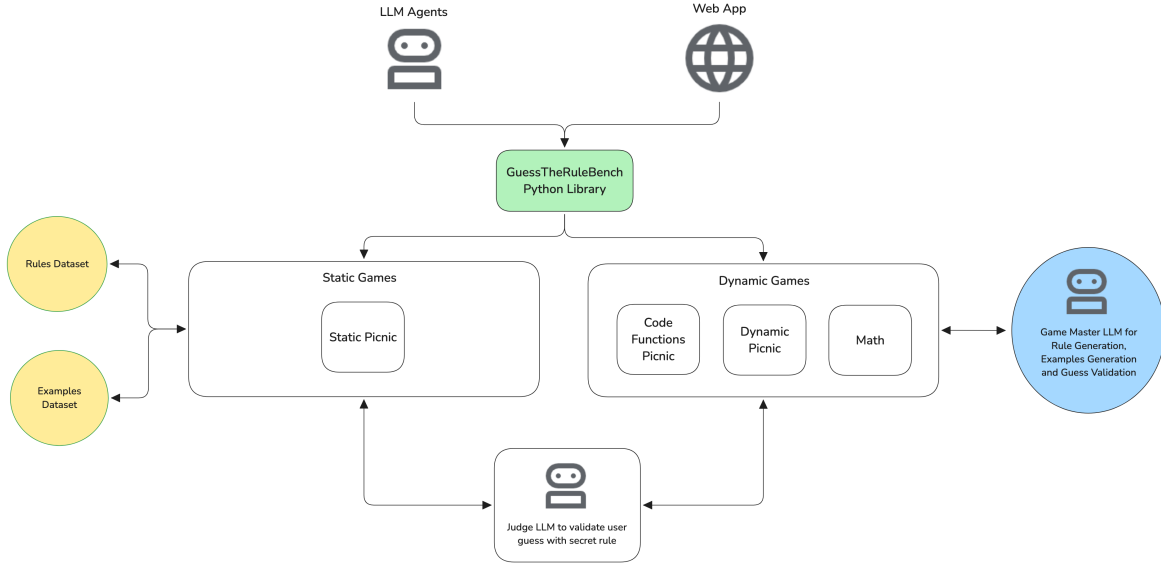 LLM Agents
Web App
GuessTheRuleBench
Python Library
Rules Dataset
Examples
Dataset
Static Games
Static Picnic
Dynamic Games
Code
Functions
Picnic
Dynamic
Picnic
Math
Game Master LLM for
Rule Generation,
Examples Generation
and Guess Validation
Judge LLM to validate user
guess with secret rule